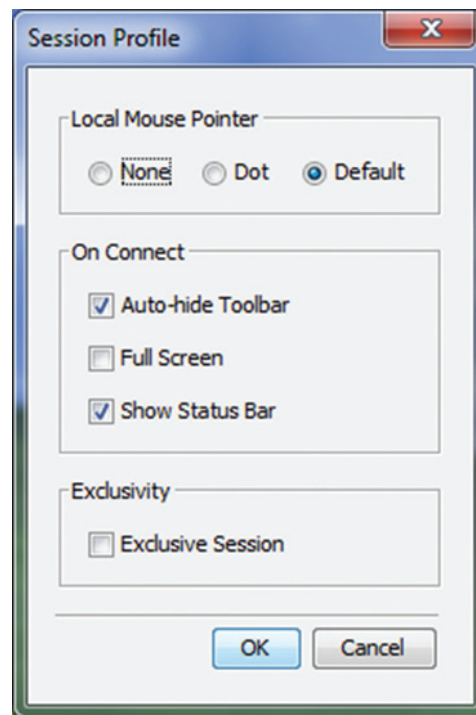 Session Profile
Local Mouse Pointer
None Dot Default
On Connect
Auto-hide Toolbar
Full Screen
Show Status Bar
Exclusivity
Exclusive Session
OK Cancel